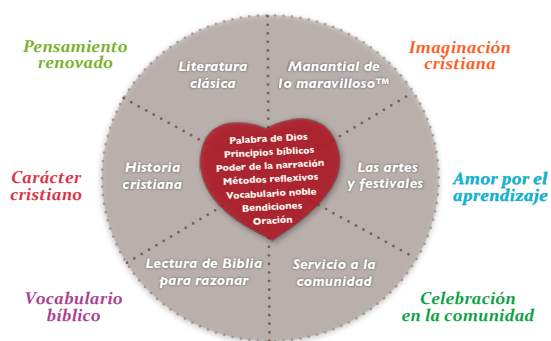 Pensamiento
renovado
Literatura
clásica
Manantial de
lo maravilloso™
Imaginación
cristiana
Carácter
cristiano
Historia
cristiana
Palabra de Dios
Principios bíblicos
Poder de la narración
Métodos reflexivos
Vocabulario noble
Bendiciones
Oración
Las artes
y festivales
Amor por el
aprendizaje
Vocabulario
bíblico
Lectura de Biblia
para razonar
Servicio a la
comunidad
Celebración
en la comunidad